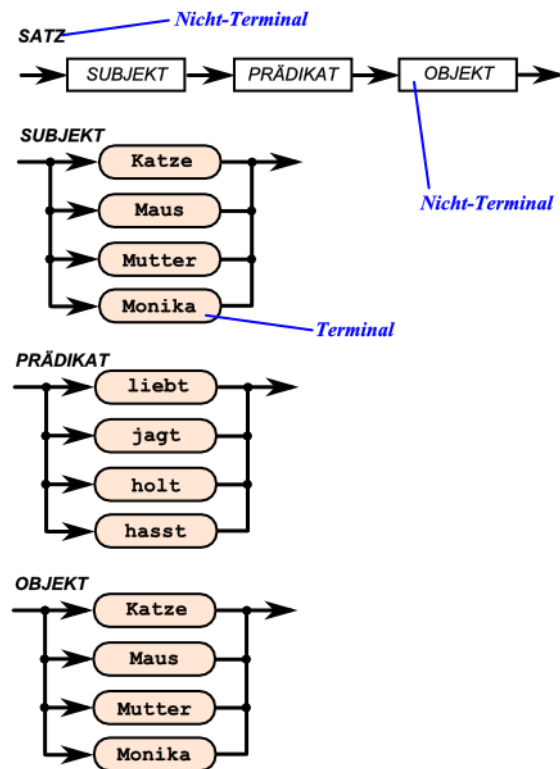 Nicht-Terminal
SATZ
SUBJEKT PRÄDIKAT OBJEKT
SUBJEKT
Katze
Maus
Nicht-Terminal
Mutter
Monika
Terminal
PRÄDIKAT
liebt
jagt
holt
hasst
OBJEKT
Katze
Maus
Mutter
Monika